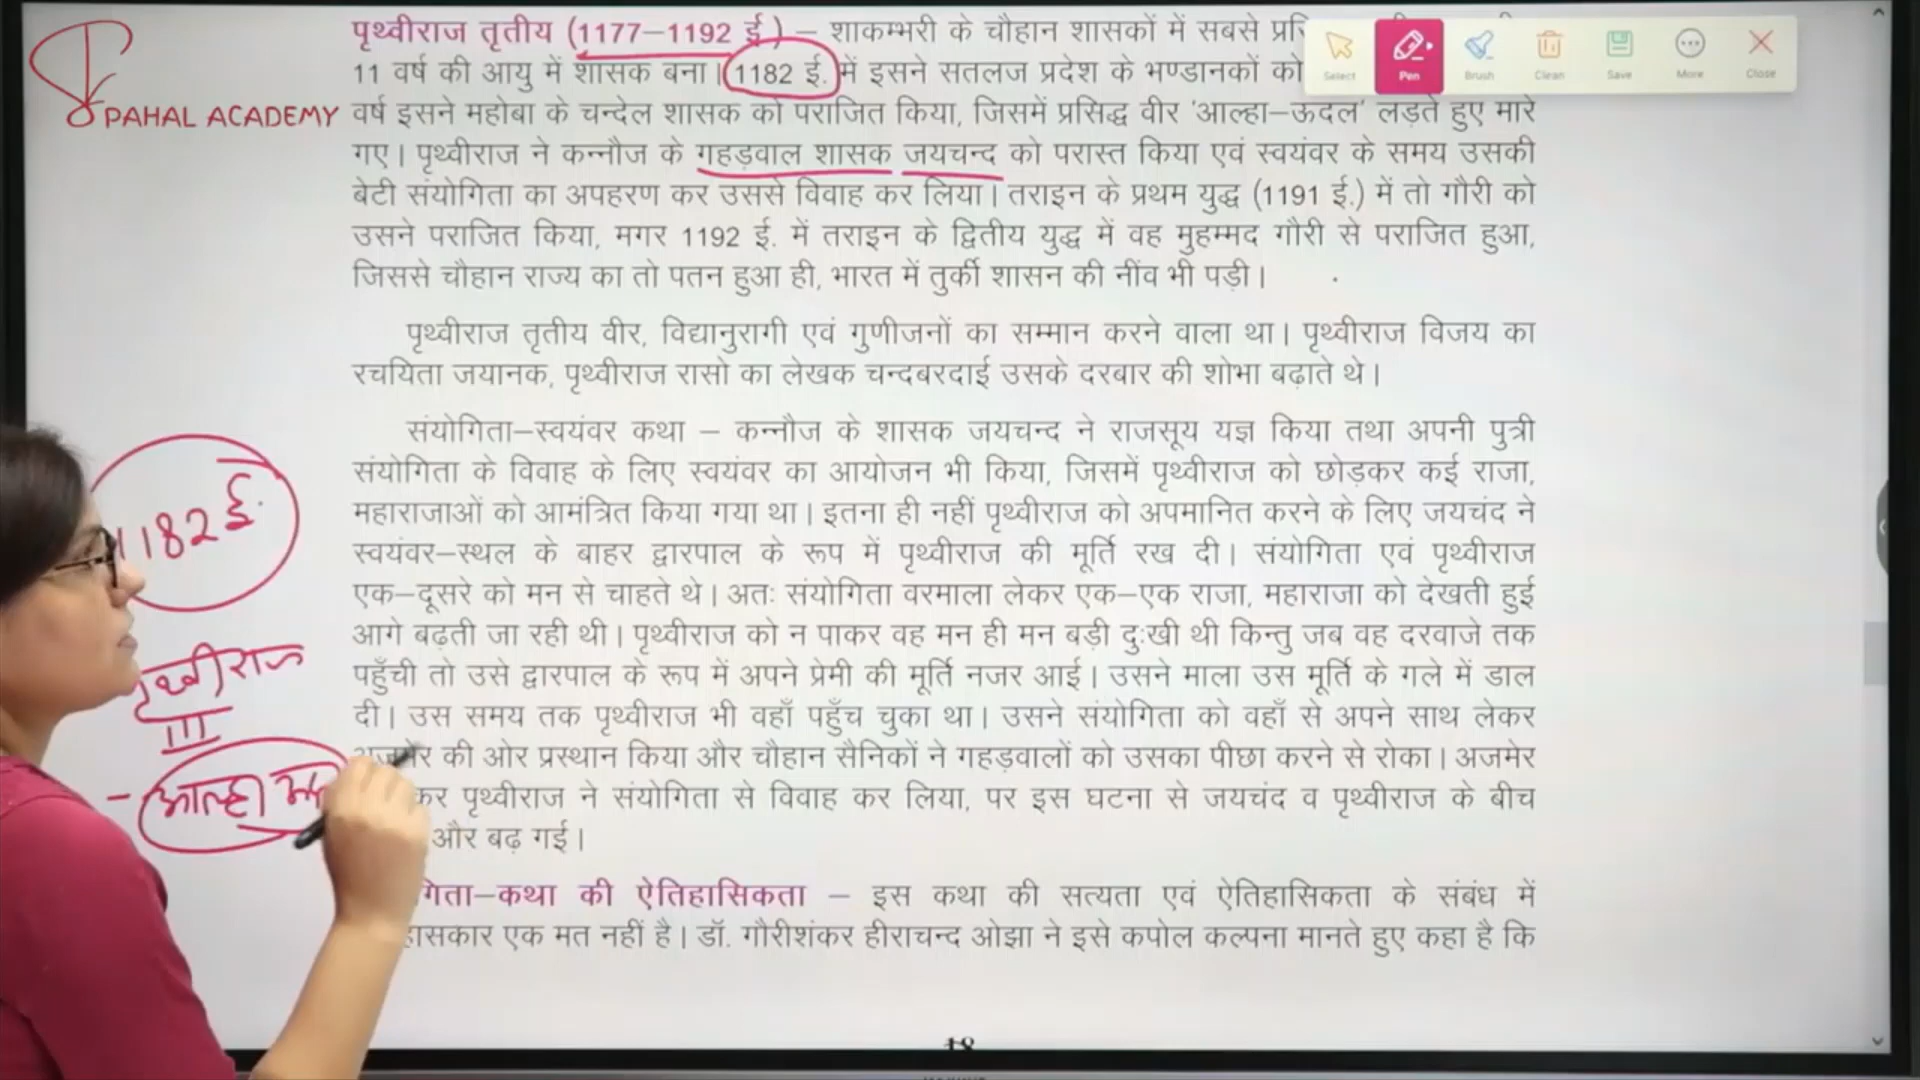 पृथ्वीराज तृतीय (1177–1192 ई.) – शाकम्भरी के चौहान शासकों में सबसे
11 वर्ष की आयु में शासक बना। 1182 ई. में इसने सतलज प्रदेश के भण्डानकों को
PAHAL ACADEMY
वर्ष इसने महोबा के चन्देल शासक को पराजित किया, जिसमें प्रसिद्ध वीर 'आल्हा–ऊदल' लड़ते हुए मारे
गए। पृथ्वीराज ने कन्नौज के गहड़वाल शासक जयचन्द को परास्त किया एवं स्वयंवर के समय उसकी
बेटी संयोगिता का अपहरण कर उससे विवाह कर लिया। तराइन के प्रथम युद्ध (1191 ई.) में तो गौरी को
उसने पराजित किया, मगर 1192 ई. में तराइन के द्वितीय युद्ध में वह मुहम्मद गौरी से पराजित हुआ,
जिससे चौहान राज्य का तो पतन हुआ ही, भारत में तुर्की शासन की नींव भी पड़ी।
पृथ्वीराज तृतीय वीर, विद्यानुरागी एवं गुणीजनों का सम्मान करने वाला था। पृथ्वीराज विजय का
रचयिता जयानक, पृथ्वीराज रासो का लेखक चन्दबरदाई उसके दरबार की शोभा बढ़ाते थे।
संयोगिता–स्वयंवर कथा – कन्नौज के शासक जयचन्द ने राजसूय यज्ञ किया तथा अपनी पुत्री
संयोगिता के विवाह के लिए स्वयंवर का आयोजन भी किया, जिसमें पृथ्वीराज को छोड़कर कई राजा,
महाराजाओं को आमंत्रित किया गया था। इतना ही नहीं पृथ्वीराज को अपमानित करने के लिए जयचंद ने
स्वयंवर–स्थल के बाहर द्वारपाल के रूप में पृथ्वीराज की मूर्ति रख दी। संयोगिता एवं पृथ्वीराज
एक–दूसरे को मन से चाहते थे। अतः संयोगिता वरमाला लेकर एक–एक राजा, महाराजा को देखती हुई
आगे बढ़ती जा रही थी। पृथ्वीराज को न पाकर वह मन ही मन बड़ी दुःखी थी किन्तु जब वह दरवाजे तक
पहुँची तो उसे द्वारपाल के रूप में अपने प्रेमी की मूर्ति नजर आई। उसने माला उस मूर्ति के गले में डाल
दी। उस समय तक पृथ्वीराज भी वहाँ पहुँच चुका था। उसने संयोगिता को वहाँ से अपने साथ लेकर
की ओर प्रस्थान किया और चौहान सैनिकों ने गहड़वालों को उसका पीछा करने से रोका। अजमेर
पृथ्वीराज ने संयोगिता से विवाह कर लिया, पर इस घटना से जयचंद व पृथ्वीराज के बीच
और बढ़ गई।
कथा की ऐतिहासिकता – इस कथा की सत्यता एवं ऐतिहासिकता के संबंध में
एक मत नहीं है। डॉ. गौरीशंकर हीराचन्द ओझा ने इसे कपोल कल्पना मानते हुए कहा है कि
1182 ई.
पृथ्वीराज
III
– आल्हा
Select Pen Brush Clean Save More Close
18